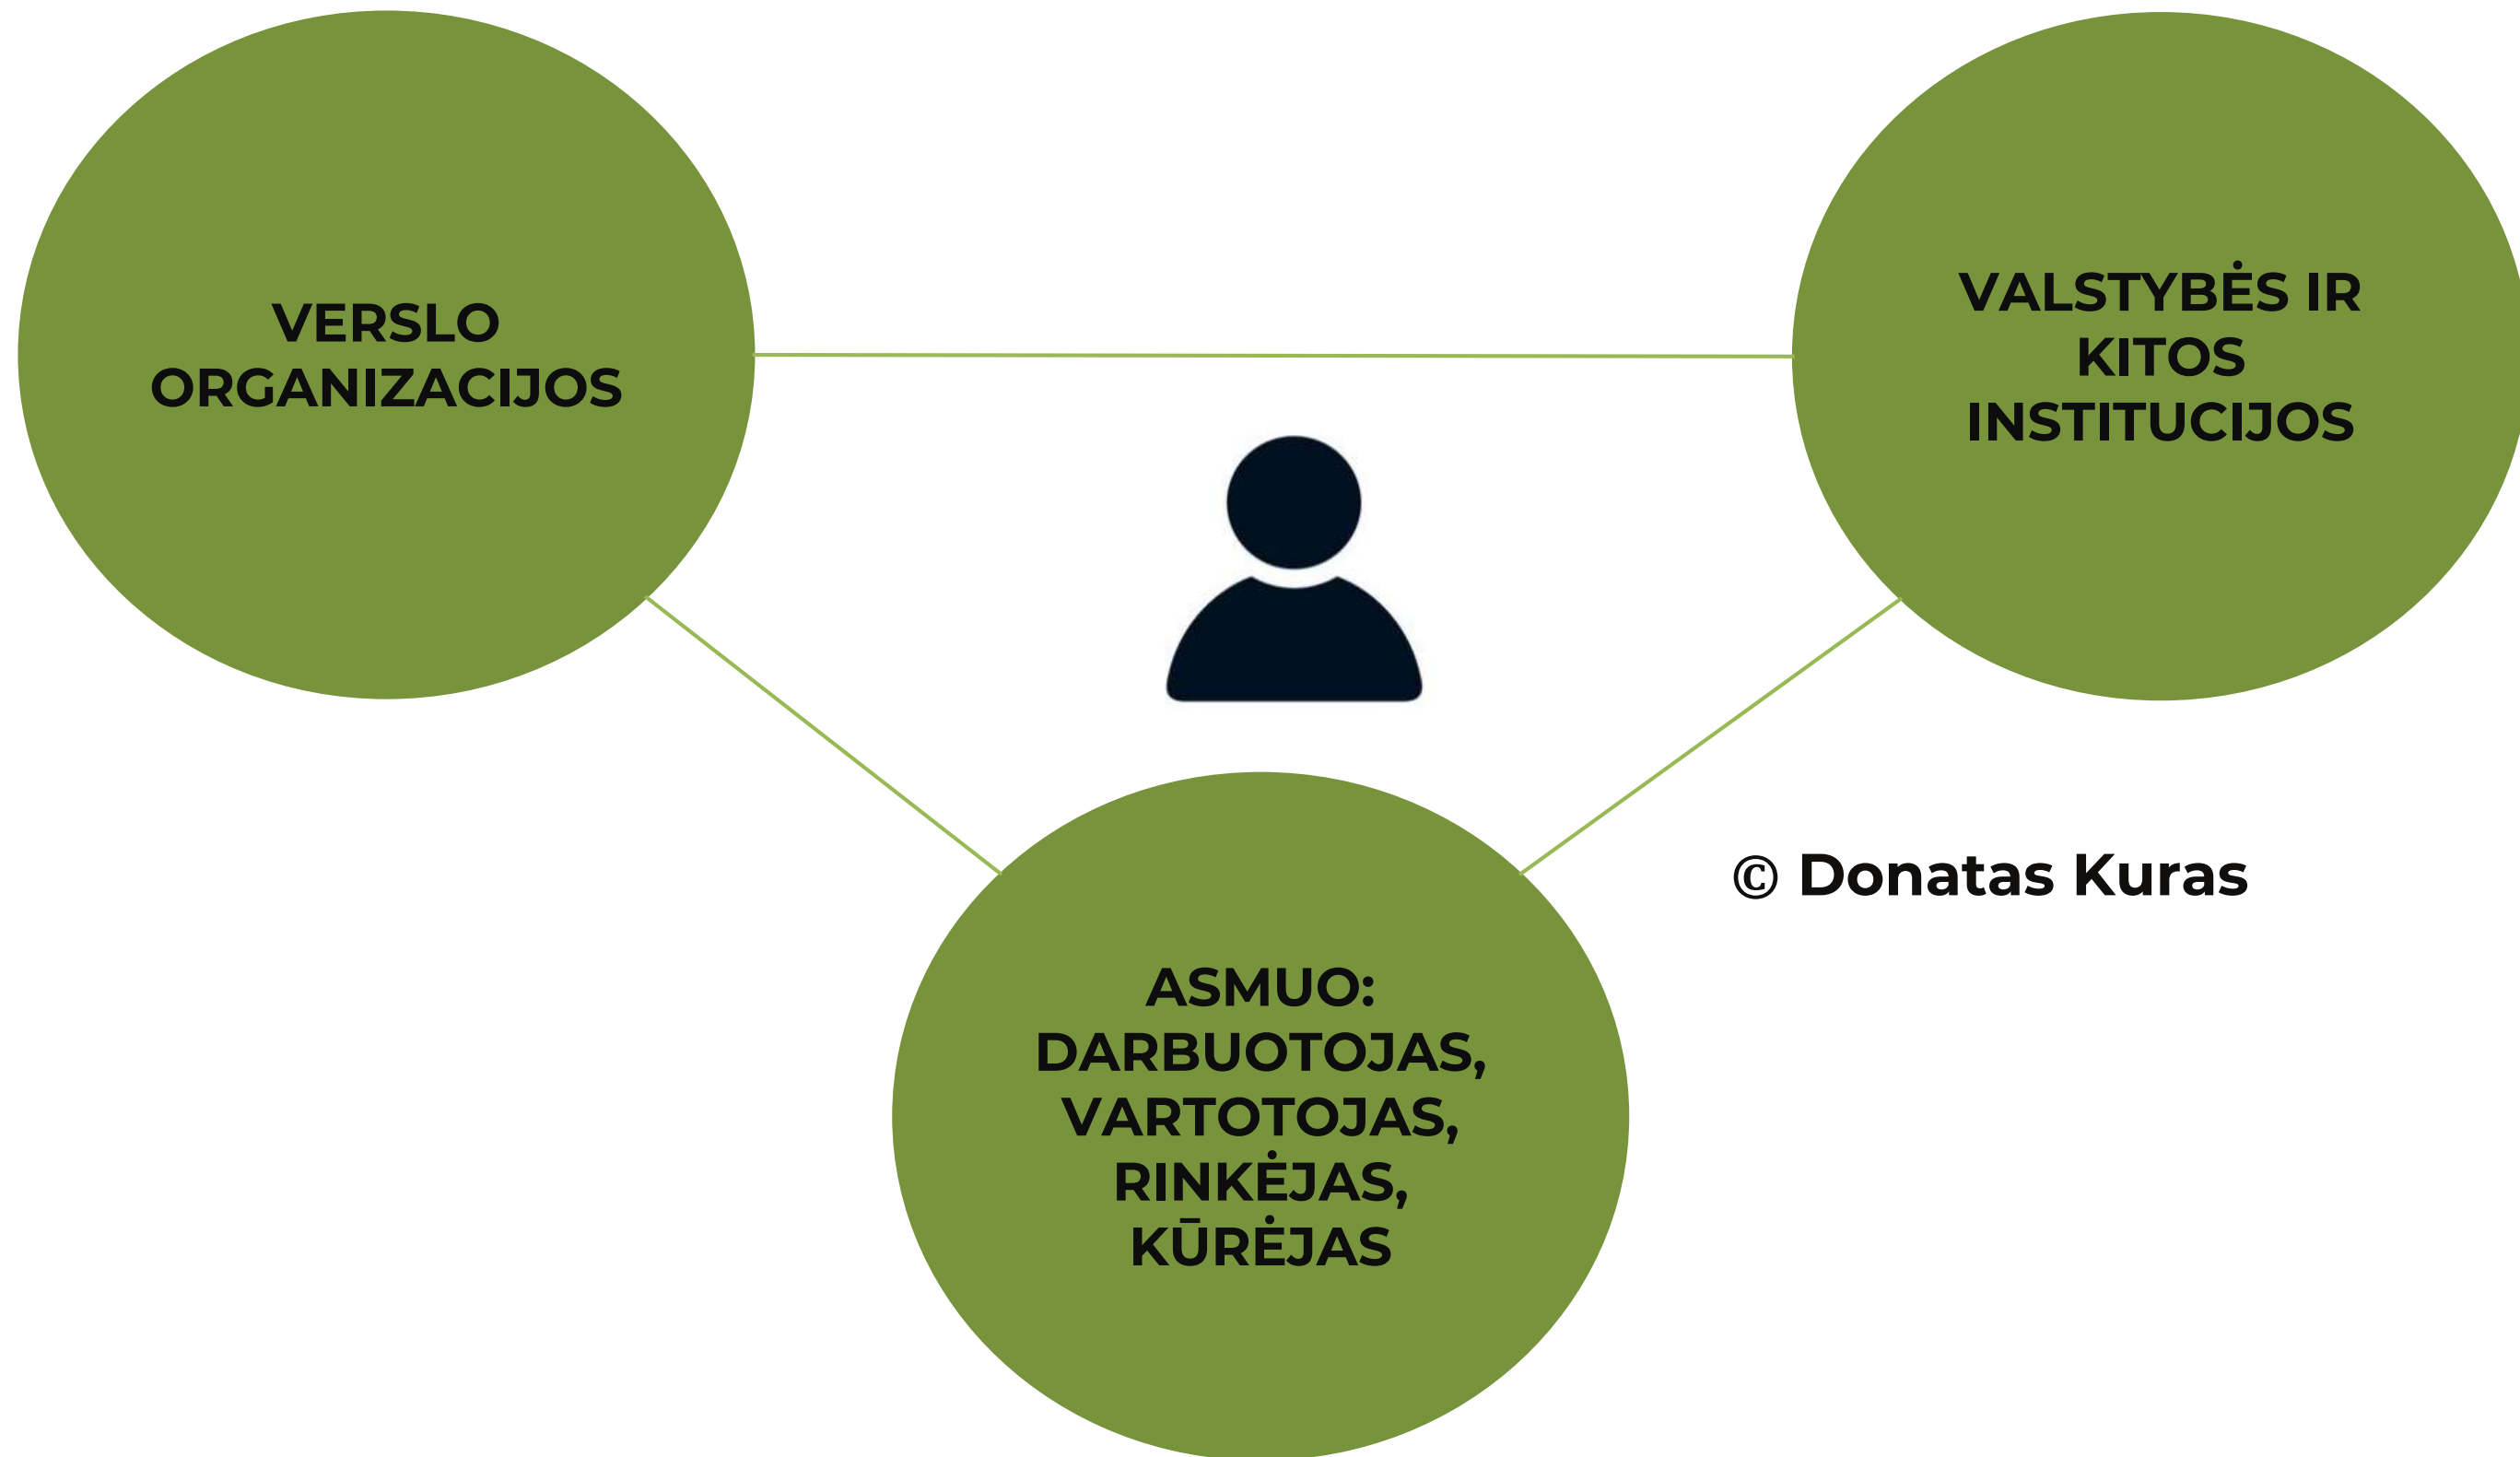 VERSLO
ORGANIZACIJOS
VALSTYBĖS IR
KITOS
INSTITUCIJOS
© Donatas Kuras
ASMUO:
DARBUOTOJAS,
VARTOTOJAS,
RINKĖJAS,
KŪRĖJAS